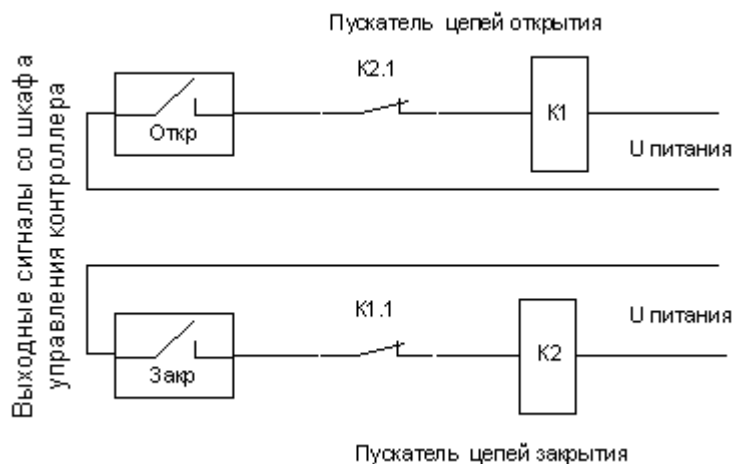 Пускатель цепей открытия
Выходные сигналы со шкафа
управления контроллера
К2.1
Откр
К1
U питания
К1.1
U питания
Закр
К2
Пускатель цепей закрытия